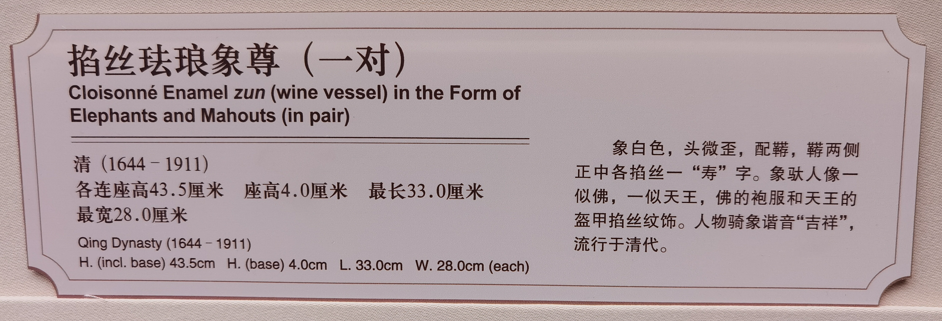 掐丝珐琅象尊（一对）
Cloisonné Enamel zun (wine vessel) in the Form of
Elephants and Mahouts (in pair)
清（1644－1911）
各连座高43.5厘米 座高4.0厘米 最长33.0厘米
最宽28.0厘米
Qing Dynasty (1644－1911)
H. (incl. base) 43.5cm H. (base) 4.0cm L. 33.0cm W. 28.0cm (each)
象白色，头微歪，配鞯，鞯两侧
正中各掐丝一“寿”字。象驮人像一
似佛，一似天王，佛的袍服和天王的
盔甲掐丝纹饰。人物骑象谐音“吉祥”，
流行于清代。